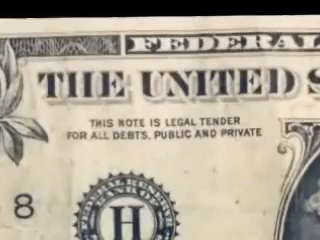 FEDERAL
THE UNITED S
THIS NOTE IS LEGAL TENDER
FOR ALL DEBTS, PUBLIC AND PRIVATE
8
H